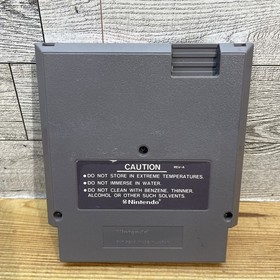 CAUTION REV-A
• DO NOT STORE IN EXTREME TEMPERATURES.
• DO NOT IMMERSE IN WATER.
• DO NOT CLEAN WITH BENZENE, THINNER,
ALCOHOL OR OTHER SUCH SOLVENTS.
Nintendo